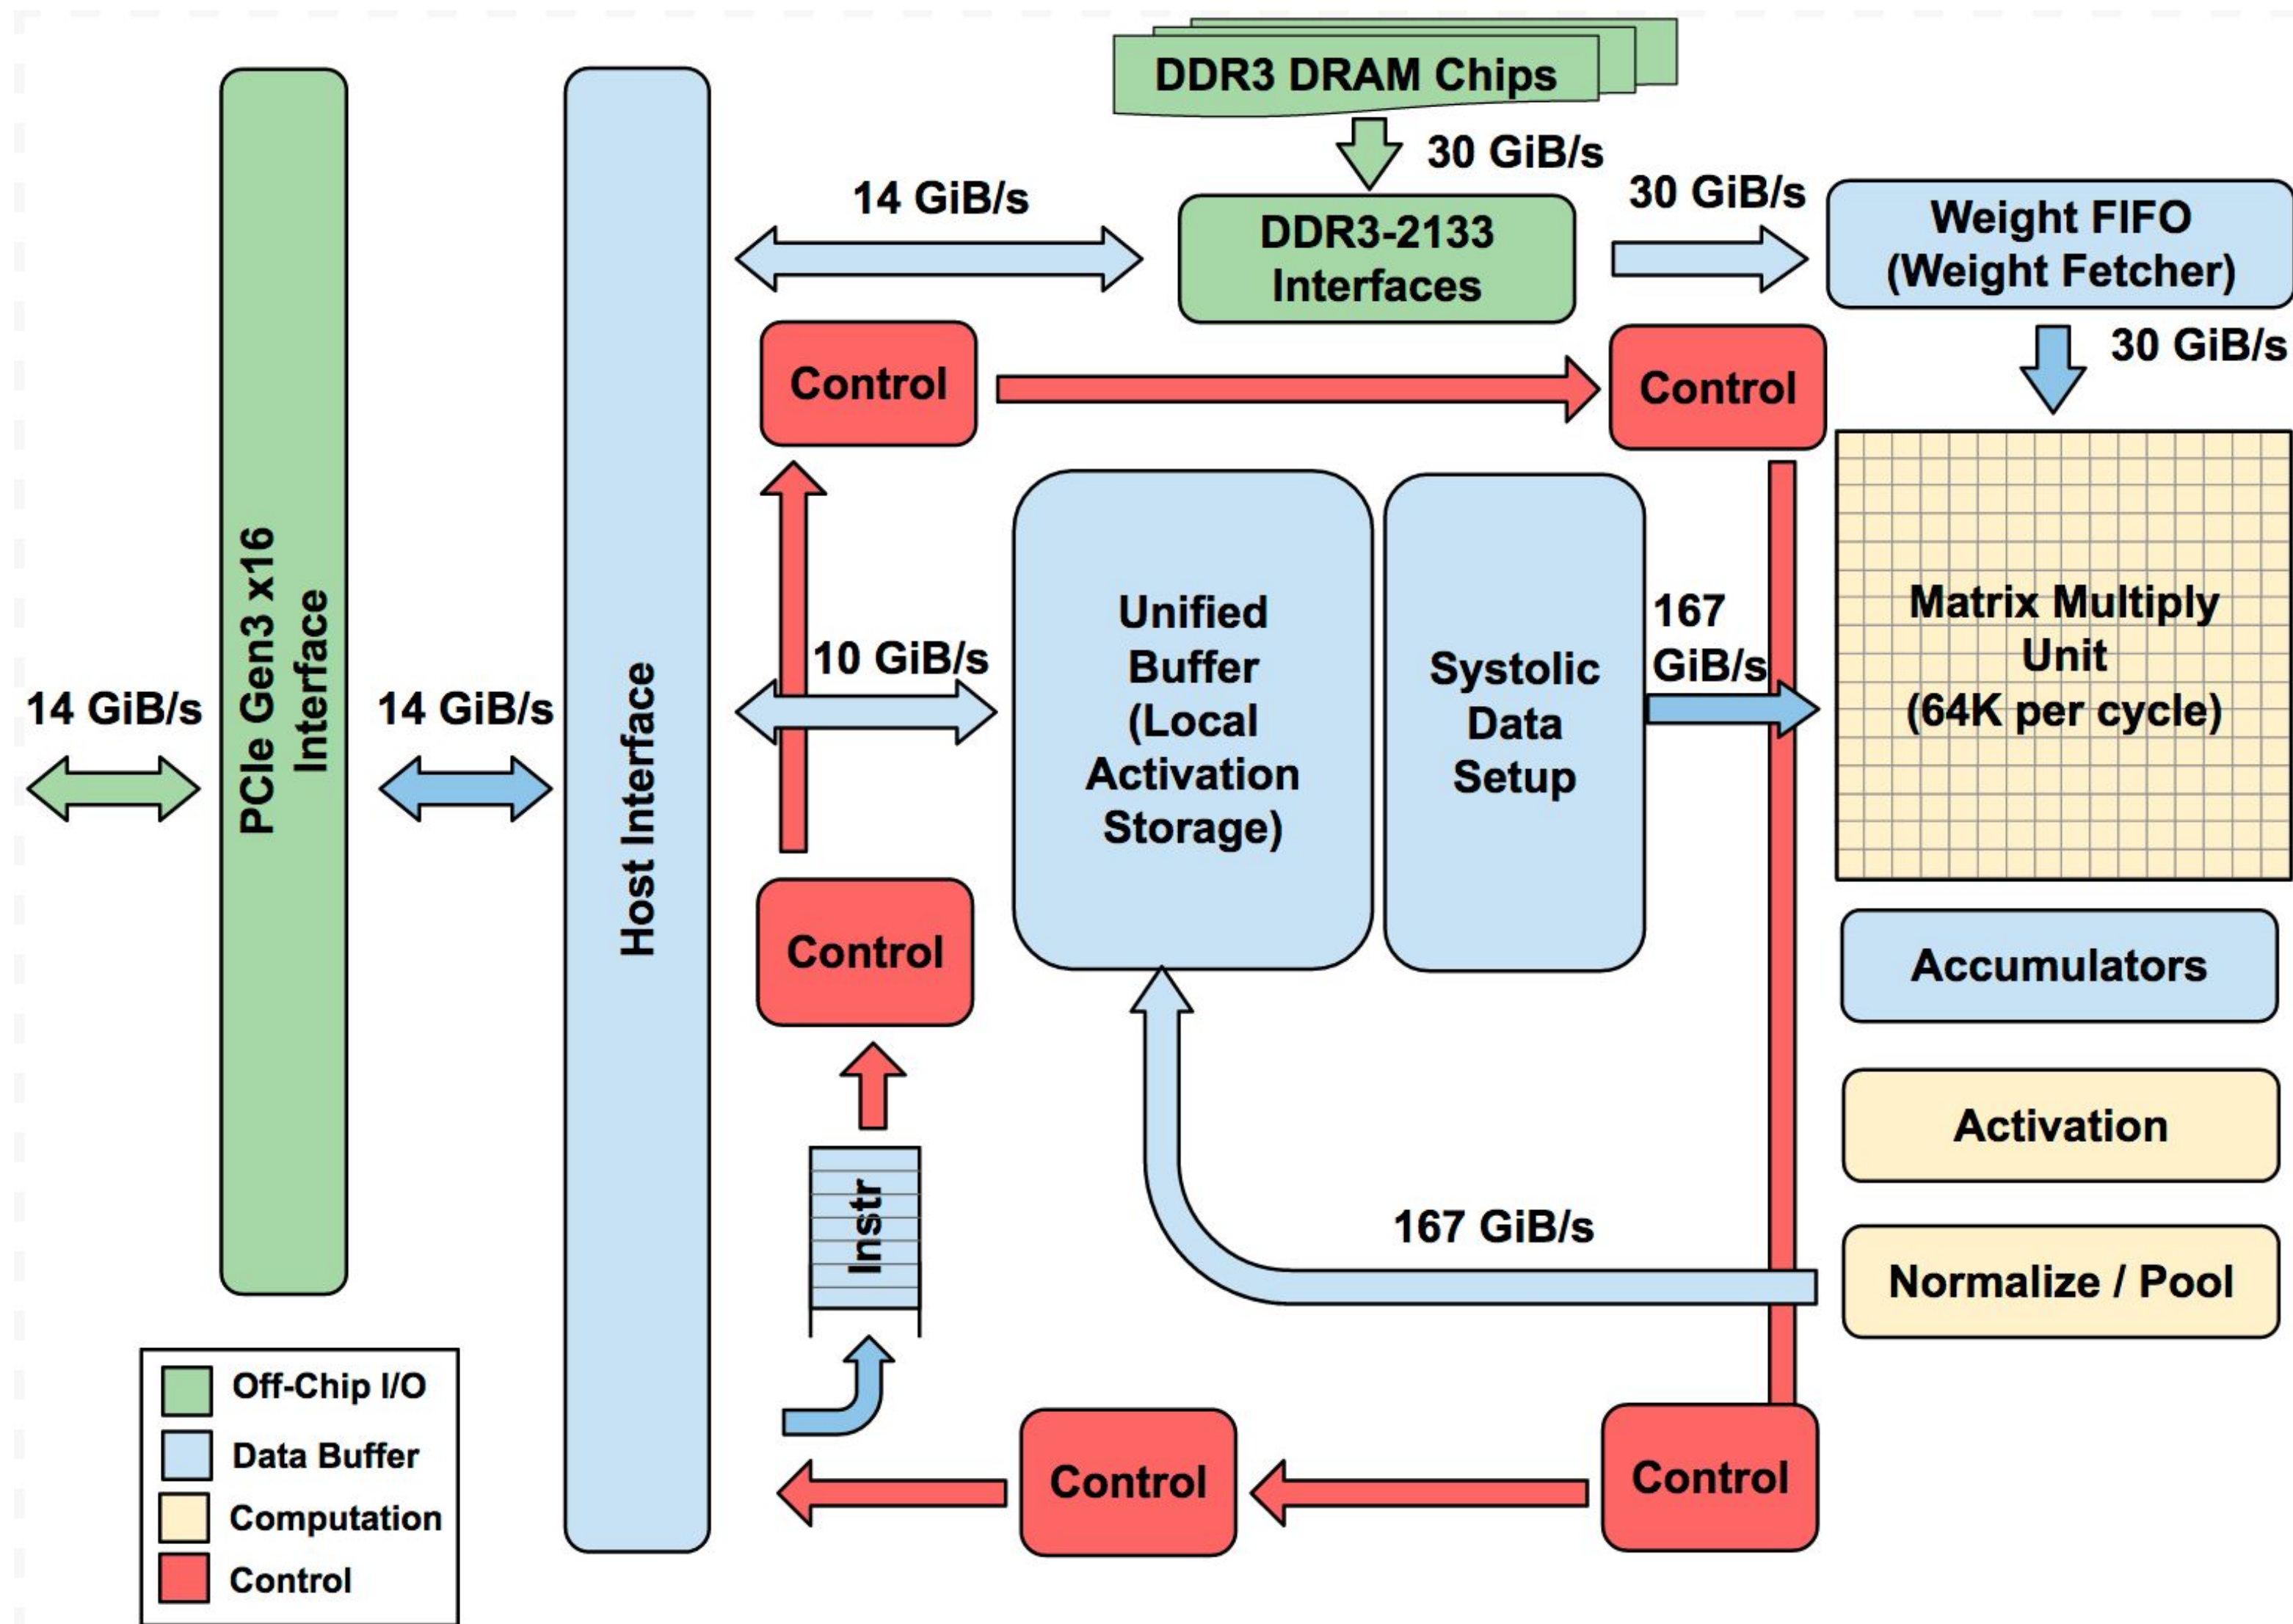 DDR3 DRAM Chips
30 GiB/s
14 GiB/s
DDR3-2133
Interfaces
30 GiB/s
Weight FIFO
(Weight Fetcher)
30 GiB/s
Control
Control
PCIe Gen3 x16
Interface
Host Interface
14 GiB/s
14 GiB/s
10 GiB/s
Unified
Buffer
(Local
Activation
Storage)
Systolic
Data
Setup
167
GiB/s
Matrix Multiply
Unit
(64K per cycle)
Control
Accumulators
Activation
Instr
167 GiB/s
Normalize / Pool
Control
Control
Off-Chip I/O
Data Buffer
Computation
Control